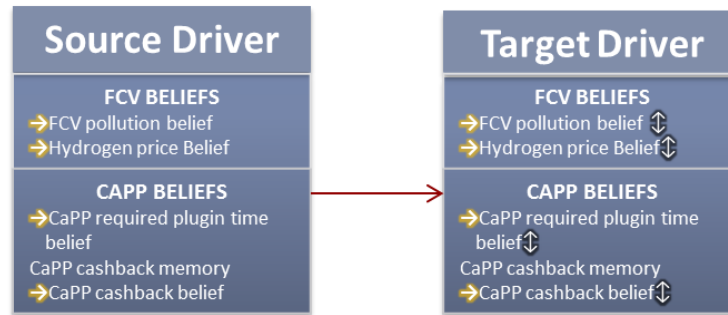 Source Driver
FCV BELIEFS
FCV pollution belief
Hydrogen price Belief
CAPP BELIEFS
CaPP required plugin time
belief
CaPP cashback memory
CaPP cashback belief
Target Driver
FCV BELIEFS
FCV pollution belief
Hydrogen price Belief
CAPP BELIEFS
CaPP required plugin time
belief
CaPP cashback memory
CaPP cashback belief